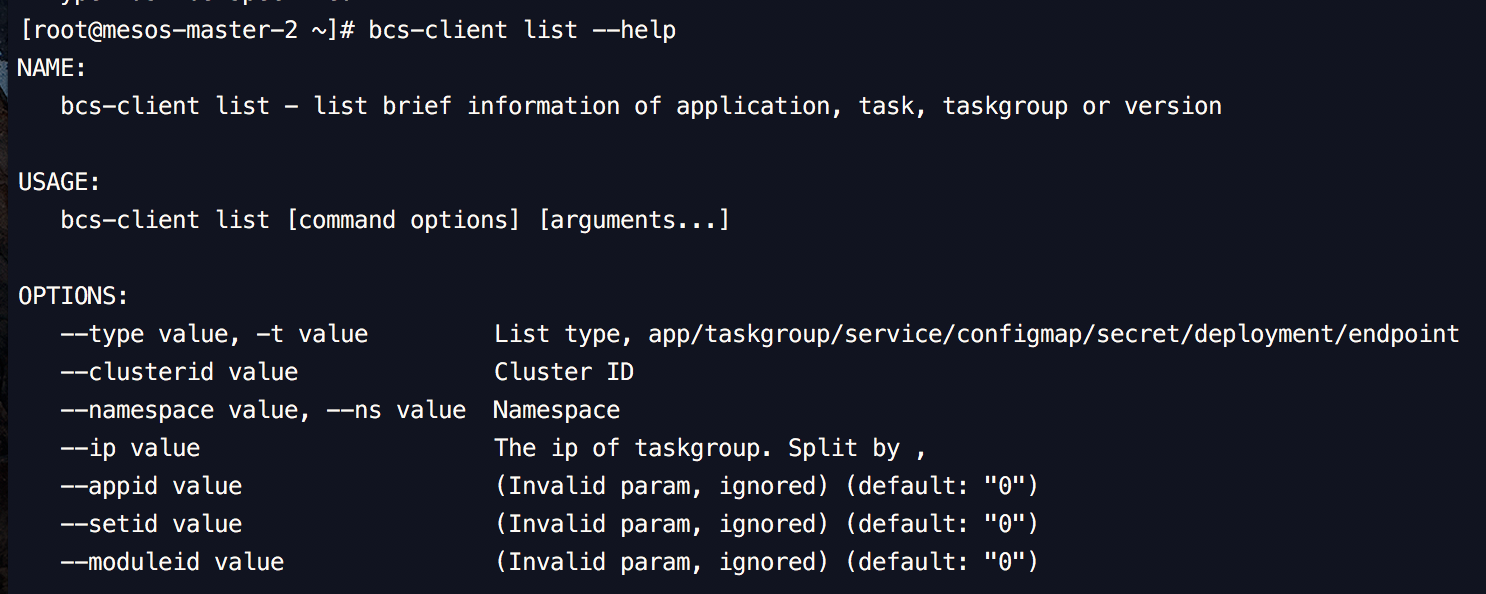 [root@mesos-master-2 ~]# bcs-client list --help
NAME:
bcs-client list - list brief information of application, task, taskgroup or version
USAGE:
bcs-client list [command options] [arguments...]
OPTIONS:
--type value, -t value List type, app/taskgroup/service/configmap/secret/deployment/endpoint
--clusterid value Cluster ID
--namespace value, --ns value Namespace
--ip value The ip of taskgroup. Split by ,
--appid value (Invalid param, ignored) (default: "0")
--setid value (Invalid param, ignored) (default: "0")
--moduleid value (Invalid param, ignored) (default: "0")